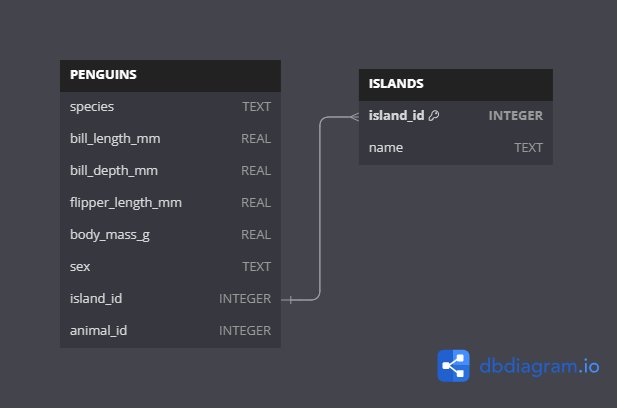 PENGUINS
species TEXT
bill_length_mm REAL
bill_depth_mm REAL
flipper_length_mm REAL
body_mass_g REAL
sex TEXT
island_id INTEGER
animal_id INTEGER
ISLANDS
island_id INTEGER
name TEXT
dbdiagram.io